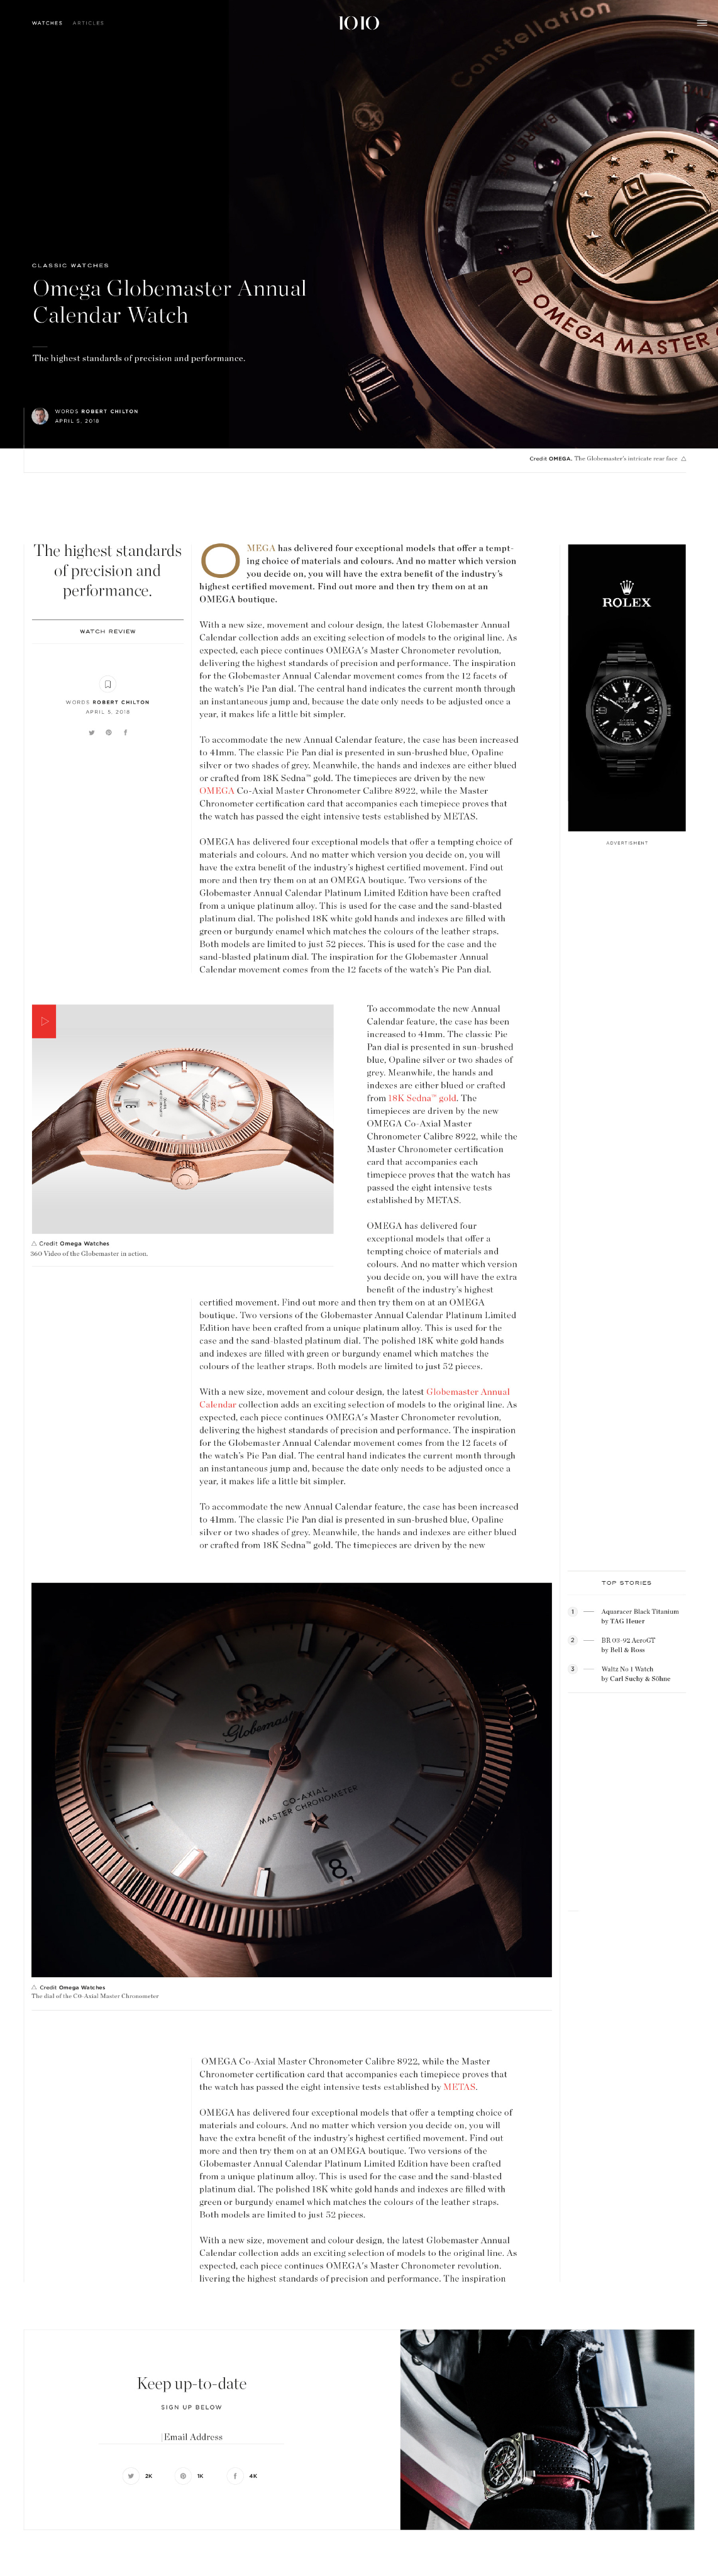 WATCHES ARTICLES
1010
CLASSIC WATCHES
Omega Globemaster Annual
Calendar Watch
The highest standards of precision and performance.
WORDS ROBERT CHILTON
APRIL 5, 2018
Constellation
OMEGA MASTER
Credit OMEGA. The Globemaster's intricate rear face
The highest standards
of precision and
performance.
WATCH REVIEW
WORDS ROBERT CHILTON
APRIL 5, 2018
OMEGA has delivered four exceptional models that offer a tempt-
ing choice of materials and colours. And no matter which version
you decide on, you will have the extra benefit of the industry's
highest certified movement. Find out more and then try them on at an
OMEGA boutique.
With a new size, movement and colour design, the latest Globemaster Annual
Calendar collection adds an exciting selection of models to the original line. As
expected, each piece continues OMEGA's Master Chronometer revolution,
delivering the highest standards of precision and performance. The inspiration
for the Globemaster Annual Calendar movement comes from the 12 facets of
the watch's Pie Pan dial. The central hand indicates the current month through
an instantaneous jump and, because the date only needs to be adjusted once a
year, it makes life a little bit simpler.
To accommodate the new Annual Calendar feature, the case has been increased
to 41mm. The classic Pie Pan dial is presented in sun-brushed blue, Opaline
silver or two shades of grey. Meanwhile, the hands and indexes are either blued
or crafted from 18K Sedna™ gold. The timepieces are driven by the new
OMEGA Co-Axial Master Chronometer Calibre 8922, while the Master
Chronometer certification card that accompanies each timepiece proves that
the watch has passed the eight intensive tests established by METAS.
OMEGA has delivered four exceptional models that offer a tempting choice of
materials and colours. And no matter which version you decide on, you will
have the extra benefit of the industry's highest certified movement. Find out
more and then try them on at an OMEGA boutique. Two versions of the
Globemaster Annual Calendar Platinum Limited Edition have been crafted
from a unique platinum alloy. This is used for the case and the sand-blasted
platinum dial. The polished 18K white gold hands and indexes are filled with
green or burgundy enamel which matches the colours of the leather straps.
Both models are limited to just 52 pieces. This is used for the case and the
sand-blasted platinum dial. The inspiration for the Globemaster Annual
Calendar movement comes from the 12 facets of the watch's Pie Pan dial.
ROLEX
ADVERTISMENT
Credit Omega Watches
360 Video of the Globemaster in action.
To accommodate the new Annual
Calendar feature, the case has been
increased to 41mm. The classic Pie
Pan dial is presented in sun-brushed
blue, Opaline silver or two shades of
grey. Meanwhile, the hands and
indexes are either blued or crafted
from 18K Sedna™ gold. The
timepieces are driven by the new
OMEGA Co-Axial Master
Chronometer Calibre 8922, while the
Master Chronometer certification
card that accompanies each
timepiece proves that the watch has
passed the eight intensive tests
established by METAS.
OMEGA has delivered four
exceptional models that offer a
tempting choice of materials and
colours. And no matter which version
you decide on, you will have the extra
benefit of the industry's highest
certified movement. Find out more and then try them on at an OMEGA
boutique. Two versions of the Globemaster Annual Calendar Platinum Limited
Edition have been crafted from a unique platinum alloy. This is used for the
case and the sand-blasted platinum dial. The polished 18K white gold hands
and indexes are filled with green or burgundy enamel which matches the
colours of the leather straps. Both models are limited to just 52 pieces.
With a new size, movement and colour design, the latest Globemaster Annual
Calendar collection adds an exciting selection of models to the original line. As
expected, each piece continues OMEGA's Master Chronometer revolution,
delivering the highest standards of precision and performance. The inspiration
for the Globemaster Annual Calendar movement comes from the 12 facets of
the watch's Pie Pan dial. The central hand indicates the current month through
an instantaneous jump and, because the date only needs to be adjusted once a
year, it makes life a little bit simpler.
To accommodate the new Annual Calendar feature, the case has been increased
to 41mm. The classic Pie Pan dial is presented in sun-brushed blue, Opaline
silver or two shades of grey. Meanwhile, the hands and indexes are either blued
or crafted from 18K Sedna™ gold. The timepieces are driven by the new
TOP STORIES
1 Aquaracer Black Titanium
by TAG Heuer
2 BR 03-92 AeroGT
by Bell & Ross
3 Waltz No 1 Watch
by Carl Suchy & Söhne
OMEGA
Globemaster
CO-AXIAL
MASTER CHRONOMETER
8
Credit Omega Watches
The dial of the C0-Axial Master Chronometer
OMEGA Co-Axial Master Chronometer Calibre 8922, while the Master
Chronometer certification card that accompanies each timepiece proves that
the watch has passed the eight intensive tests established by METAS.
OMEGA has delivered four exceptional models that offer a tempting choice of
materials and colours. And no matter which version you decide on, you will
have the extra benefit of the industry's highest certified movement. Find out
more and then try them on at an OMEGA boutique. Two versions of the
Globemaster Annual Calendar Platinum Limited Edition have been crafted
from a unique platinum alloy. This is used for the case and the sand-blasted
platinum dial. The polished 18K white gold hands and indexes are filled with
green or burgundy enamel which matches the colours of the leather straps.
Both models are limited to just 52 pieces.
With a new size, movement and colour design, the latest Globemaster Annual
Calendar collection adds an exciting selection of models to the original line. As
expected, each piece continues OMEGA's Master Chronometer revolution,
livering the highest standards of precision and performance. The inspiration
Keep up-to-date
SIGN UP BELOW
Email Address
2K 1K 4K